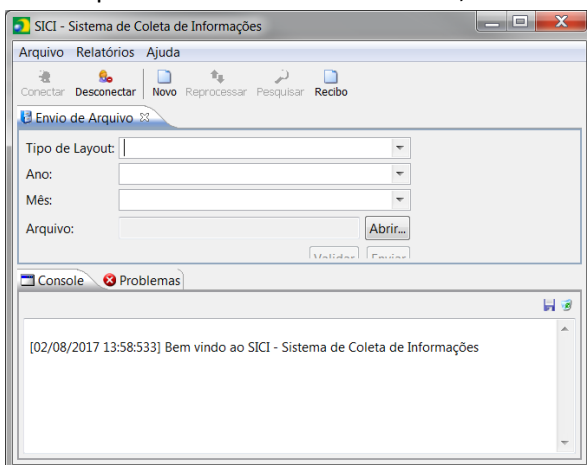 SICI - Sistema de Coleta de Informações
Arquivo Relatórios Ajuda
Conectar Desconectar Novo Reprocessar Pesquisar Recibo
Envio de Arquivo
Tipo de Layout:
Ano:
Mês:
Arquivo: Abrir...
Validar Enviar
Console Problemas
[02/08/2017 13:58:533] Bem vindo ao SICI - Sistema de Coleta de Informações